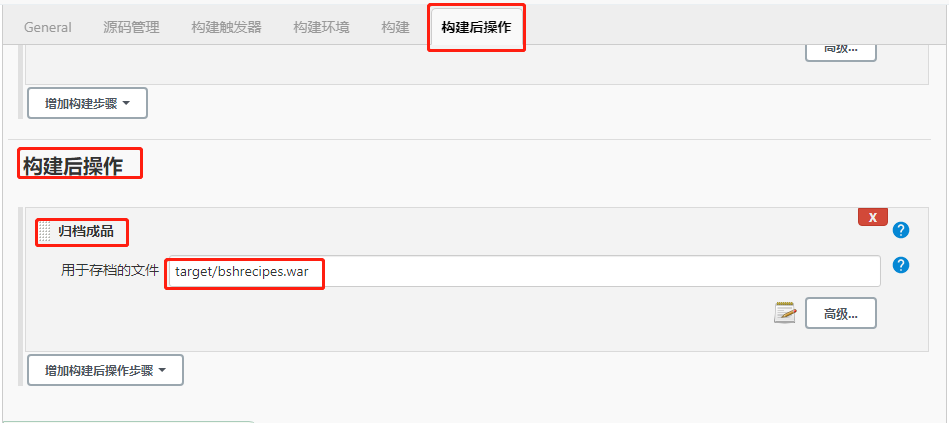 General 源码管理 构建触发器 构建环境 构建 构建后操作
高级...
增加构建步骤
构建后操作
X
归档成品
?
用于存档的文件 target/bshrecipes.war ?
高级...
增加构建后操作步骤